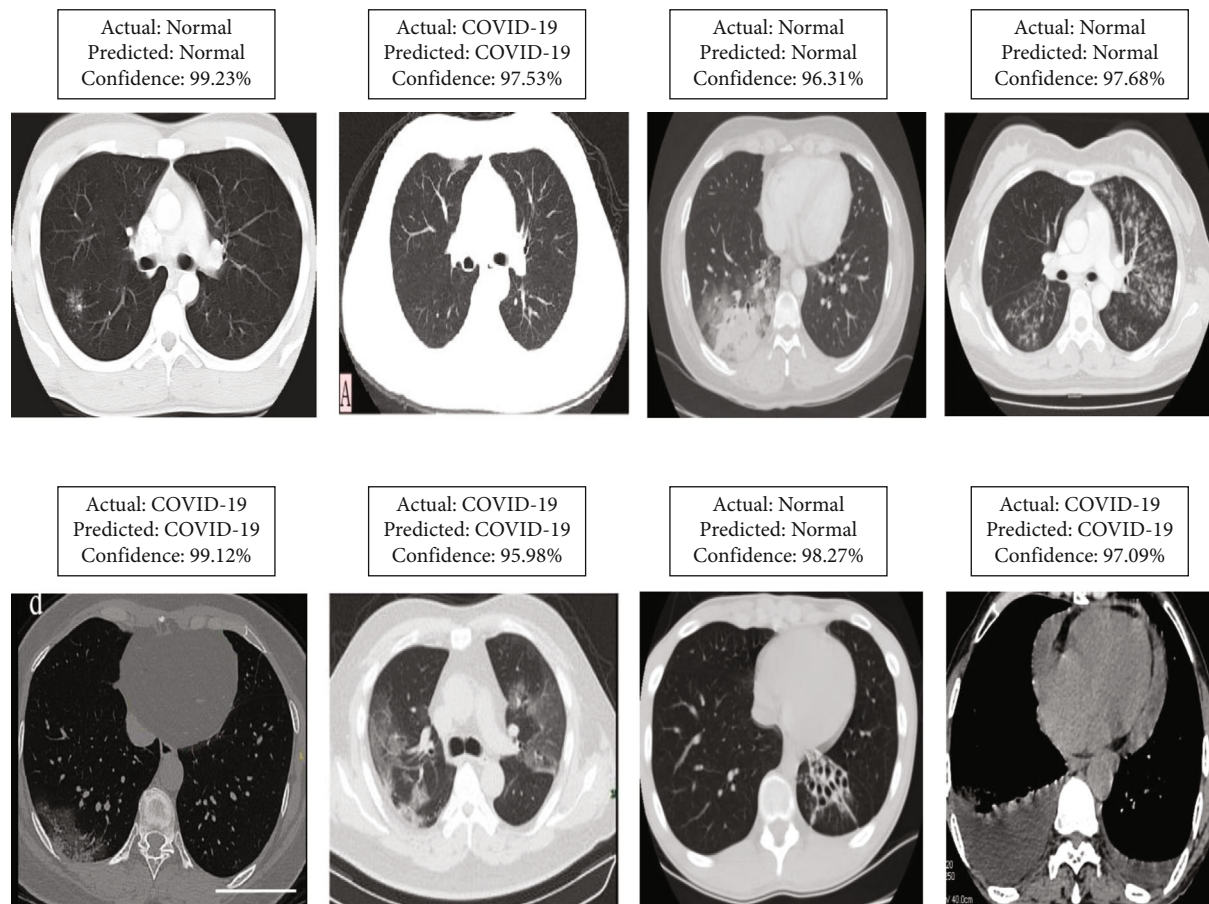 Actual: Normal
Predicted: Normal
Confidence: 99.23%
Actual: COVID-19
Predicted: COVID-19
Confidence: 97.53%
Actual: Normal
Predicted: Normal
Confidence: 96.31%
Actual: Normal
Predicted: Normal
Confidence: 97.68%
A
Actual: COVID-19
Predicted: COVID-19
Confidence: 99.12%
Actual: COVID-19
Predicted: COVID-19
Confidence: 95.98%
Actual: Normal
Predicted: Normal
Confidence: 98.27%
Actual: COVID-19
Predicted: COVID-19
Confidence: 97.09%
d
40.0cm